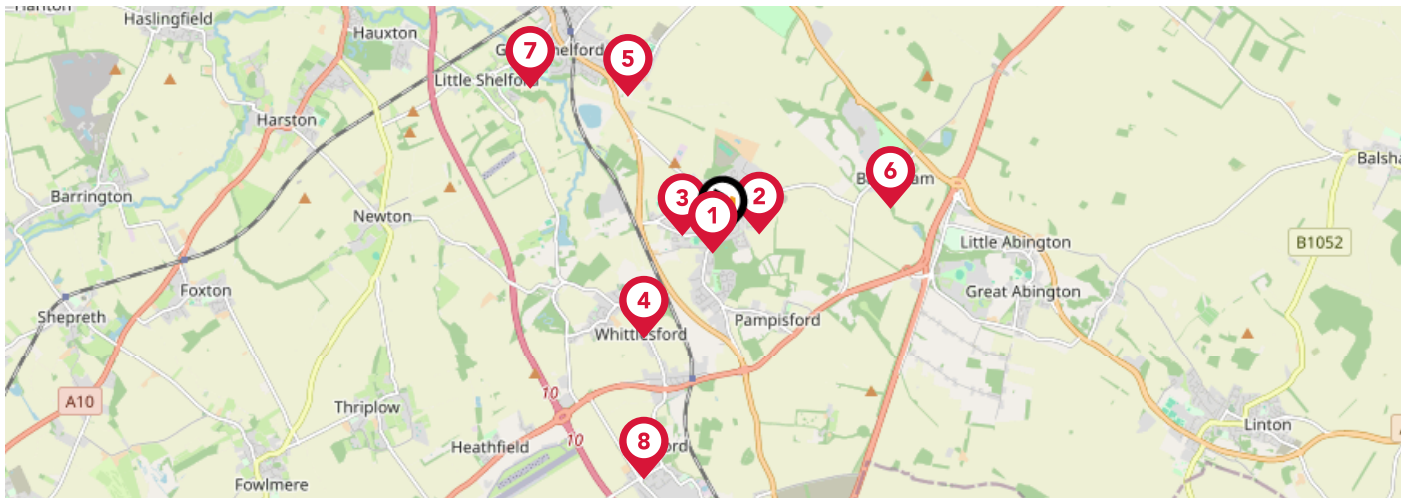 Haslingfield
Hauxton
7
5
Little Shelford
Harston
Balsha
Barrington
6
3
2
1
Newton
B1052
Little Abington
Great Abington
Foxton
4
Shepreth
Pampisford
Whittlesford
10
A10
Thriplow
10
8
Heathfield
Linton
Fowlmere